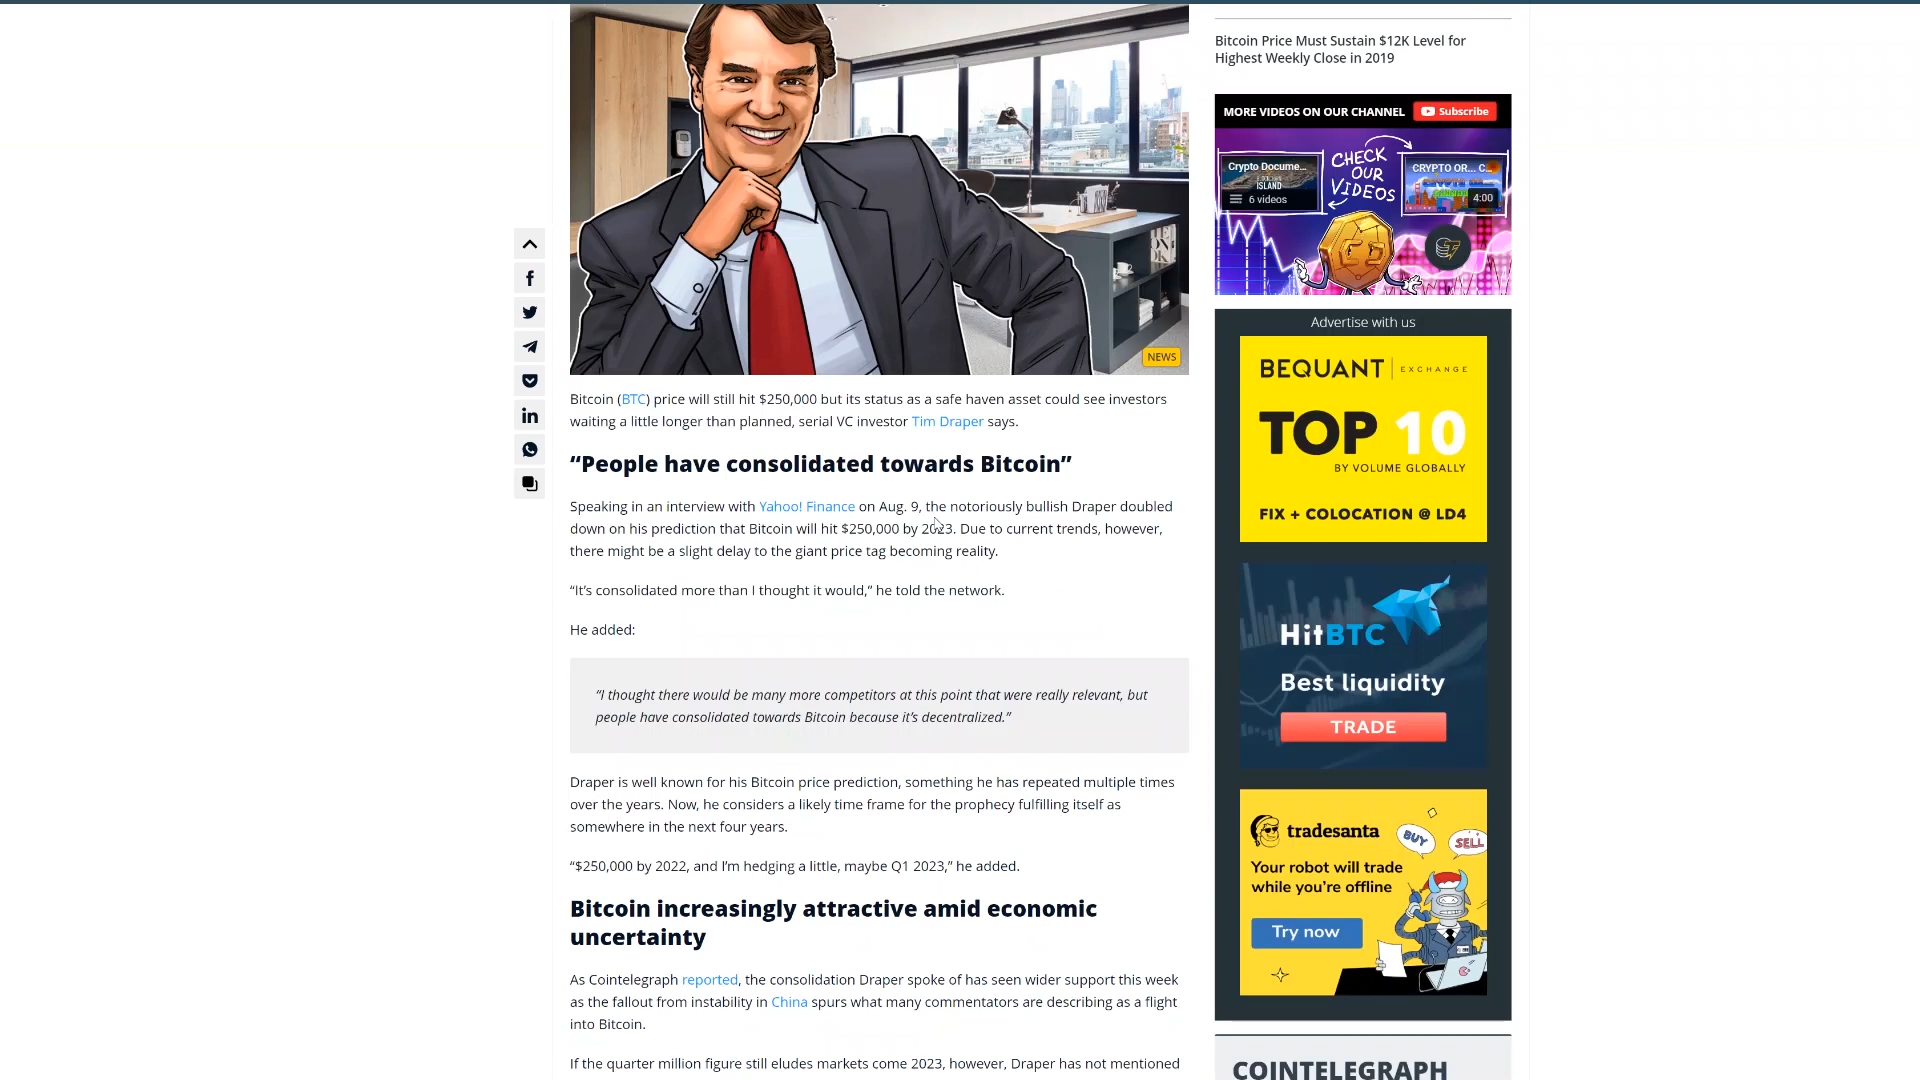 NEWS
Bitcoin (BTC) price will still hit $250,000 but its status as a safe haven asset could see investors
waiting a little longer than planned, serial VC investor Tim Draper says.
“People have consolidated towards Bitcoin”
Speaking in an interview with Yahoo! Finance on Aug. 9, the notoriously bullish Draper doubled
down on his prediction that Bitcoin will hit $250,000 by 2023. Due to current trends, however,
there might be a slight delay to the giant price tag becoming reality.
“It’s consolidated more than I thought it would,” he told the network.
He added:
“I thought there would be many more competitors at this point that were really relevant, but
people have consolidated towards Bitcoin because it’s decentralized.”
Draper is well known for his Bitcoin price prediction, something he has repeated multiple times
over the years. Now, he considers a likely time frame for the prophecy fulfilling itself as
somewhere in the next four years.
“$250,000 by 2022, and I’m hedging a little, maybe Q1 2023,” he added.
Bitcoin increasingly attractive amid economic
uncertainty
As Cointelegraph reported, the consolidation Draper spoke of has seen wider support this week
as the fallout from instability in China spurs what many commentators are describing as a flight
into Bitcoin.
If the quarter million figure still eludes markets come 2023, however, Draper has not mentioned
Bitcoin Price Must Sustain $12K Level for
Highest Weekly Close in 2019
MORE VIDEOS ON OUR CHANNEL Subscribe
Crypto Docume...
ISLAND
6 videos
CHECK
OUR
VIDEOS
CRYPTO OR... C...
4:00
Advertise with us
BEQUANT | EXCHANGE
TOP 10
BY VOLUME GLOBALLY
FIX + COLOCATION @ LD4
HitBTC
Best liquidity
TRADE
tradesanta
BUY
SELL
Your robot will trade
while you’re offline
Try now
COINTELEGRAPH